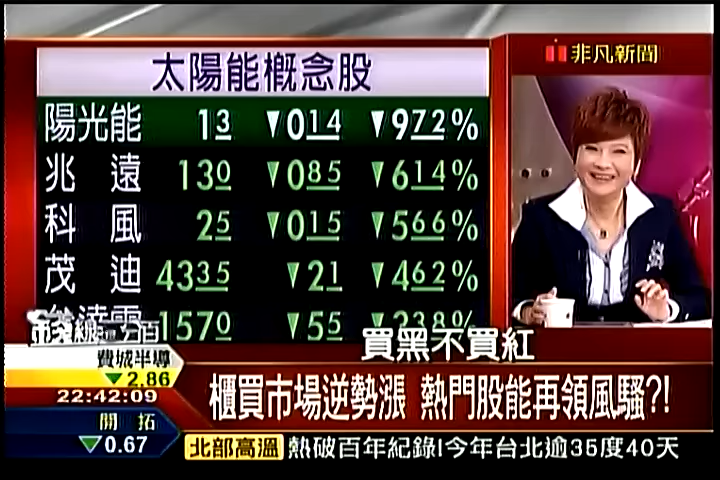 非凡新聞
太陽能概念股
陽光能 13 ▼014 ▼972%
兆遠 130 ▼085 ▼614%
科風 25 ▼015 ▼566%
茂迪 4335 ▼21 ▼462%
1570 ▼55 ▼338%
買黑不買紅
費城半導
▼2.86
22:42:09
櫃買市場逆勢漲 熱門股能再領風騷?!
開拓
▽0.67
北部高溫 熱破百年紀錄!今年台北逾35度40天